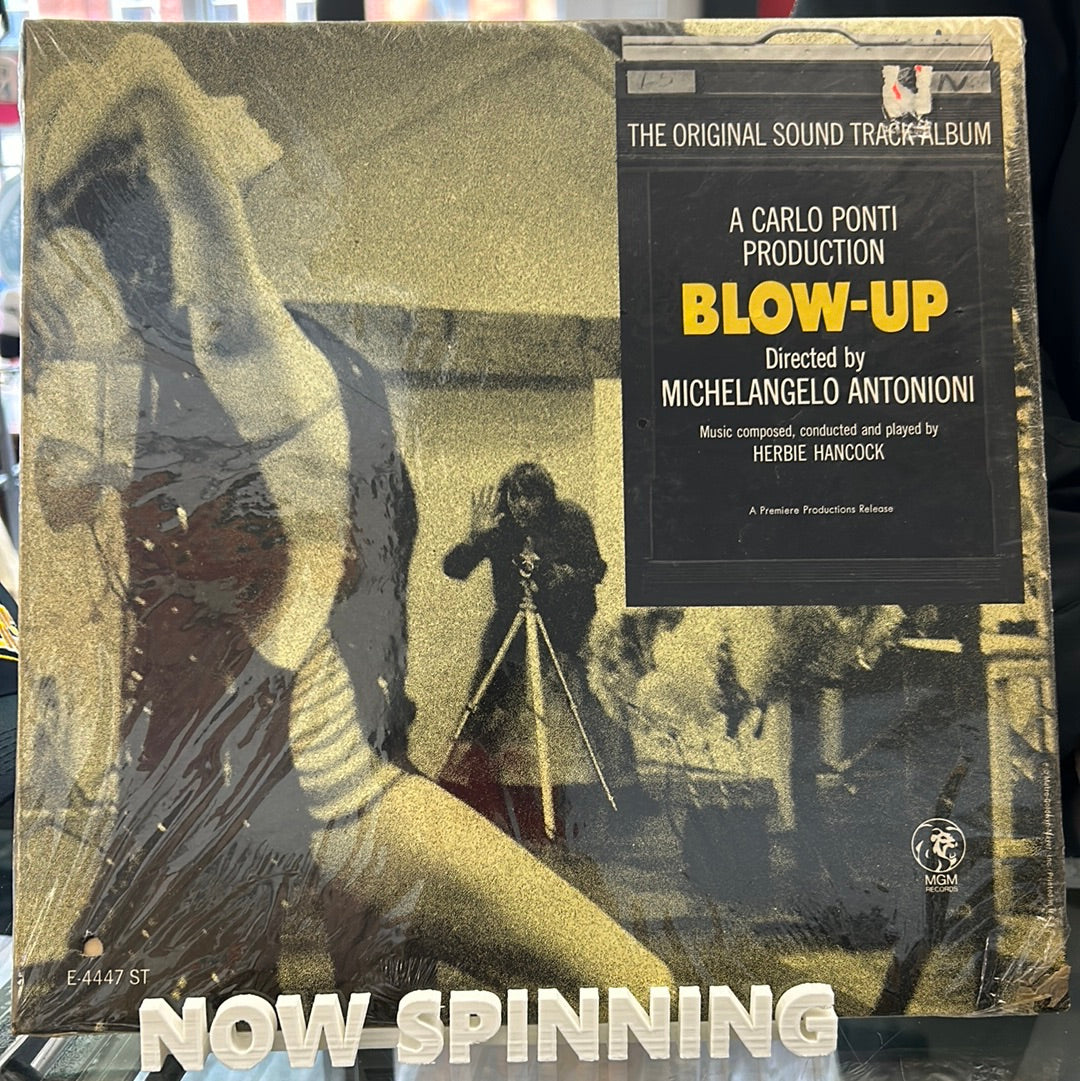 THE ORIGINAL SOUND TRACK ALBUM
A CARLO PONTI
PRODUCTION
BLOW-UP
Directed by
MICHELANGELO ANTONIONI
Music composed, conducted and played by
HERBIE HANCOCK
A Premiere Productions Release
MGM
RECORDS
E-4447 ST
NOW SPINNING